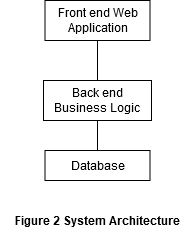 Front end Web
Application
Back end
Business Logic
Database
Figure 2 System Architecture